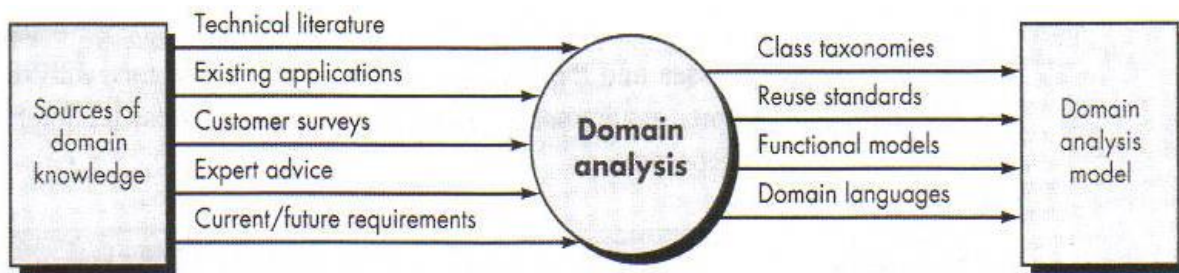 Sources of
domain
knowledge
Technical literature
Existing applications
Customer surveys
Expert advice
Current/future requirements
Domain
analysis
Class taxonomies
Reuse standards
Functional models
Domain languages
Domain
analysis
model